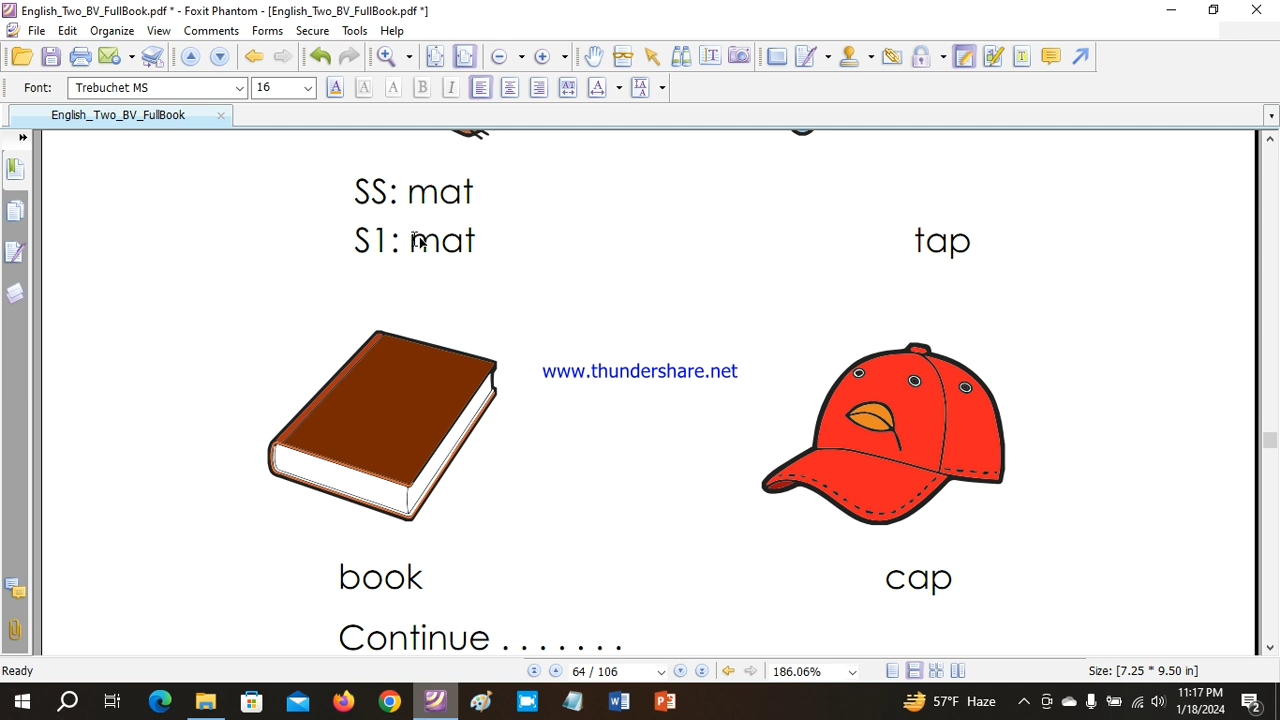 English_Two_BV_FullBook.pdf * - Foxit Phantom - [English_Two_BV_FullBook.pdf *]
File Edit Organize View Comments Forms Secure Tools Help
Font: Trebuchet MS 16
English_Two_BV_FullBook
SS: mat
S1: mat tap
www.thundershare.net
book cap
Continue . . . . . . .
Ready 64 / 106 186.06% Size: [7.25 * 9.50 in]
57°F Haze 11:17 PM
1/18/2024 2